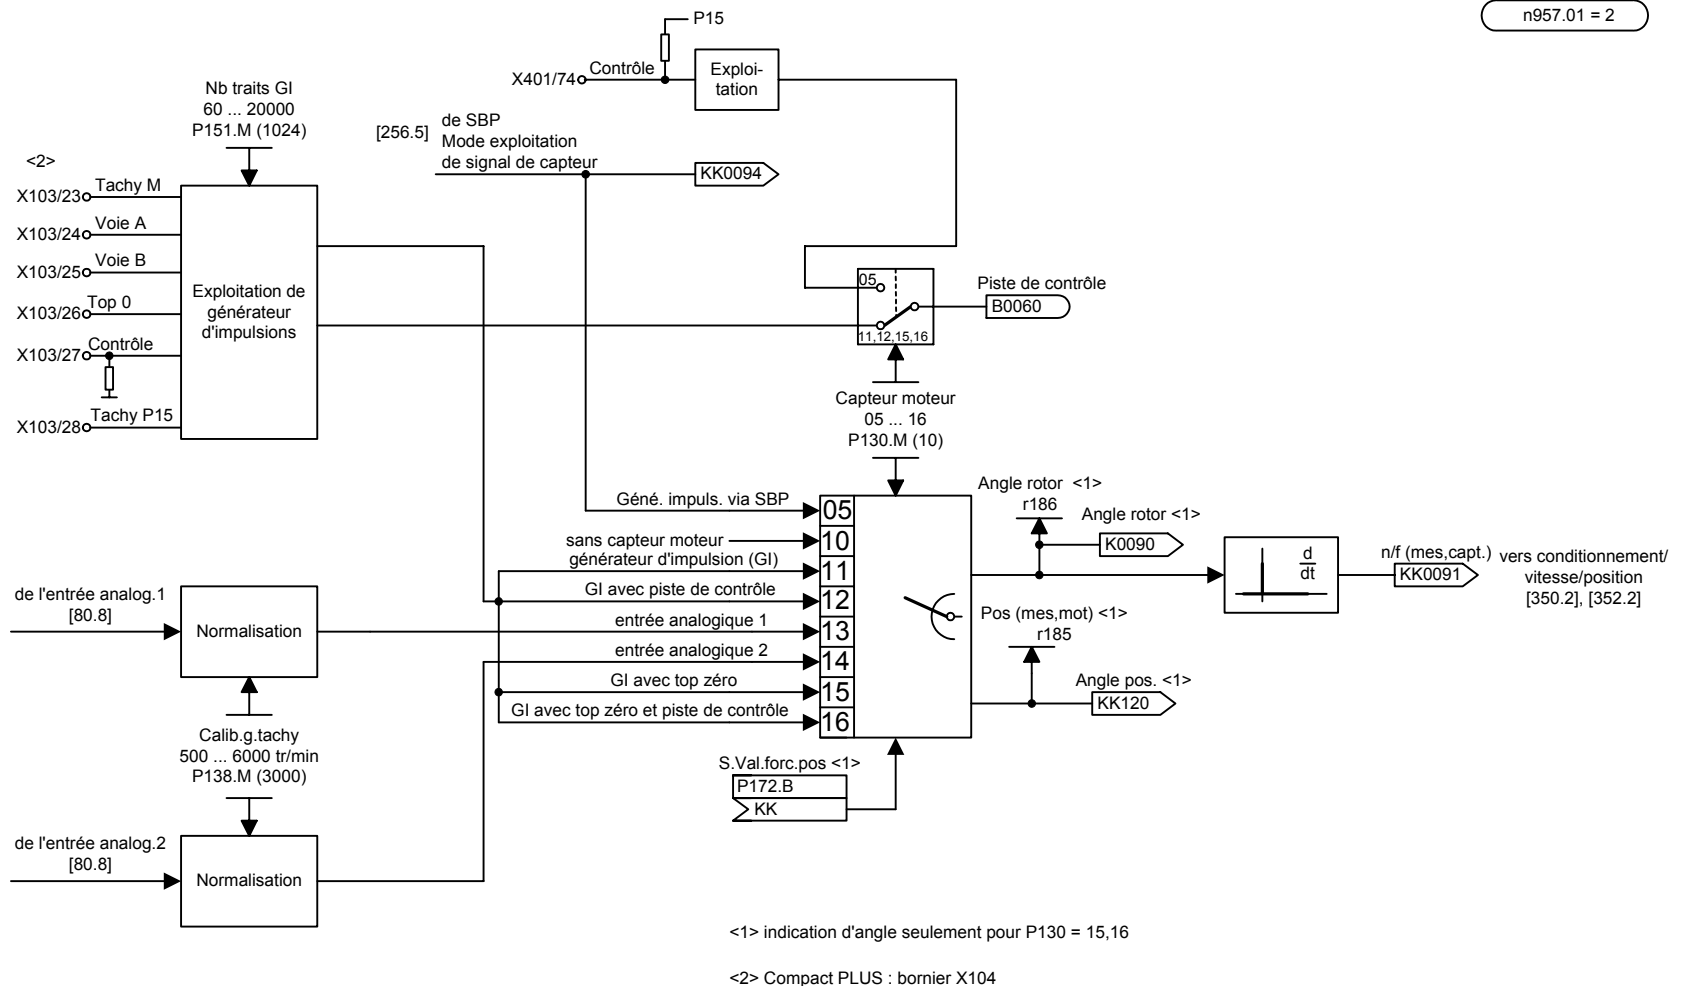 n957.01 = 2
P15
X401/74
Contrôle
Exploi-
tation
Nb traits GI
60 ... 20000
P151.M (1024)
[256.5]
de SBP
Mode exploitation
de signal de capteur
KK0094
<2>
X103/23
Tachy M
X103/24
Voie A
X103/25
Voie B
X103/26
Top 0
X103/27
Contrôle
X103/28
Tachy P15
Exploitation de
générateur
d'impulsions
05
11,12,15,16
Piste de contrôle
B0060
Capteur moteur
05 ... 16
P130.M (10)
Géné. impuls. via SBP
05
sans capteur moteur
10
générateur d'impulsion (GI)
11
GI avec piste de contrôle
12
entrée analogique 1
13
entrée analogique 2
14
GI avec top zéro
15
GI avec top zéro et piste de contrôle
16
Angle rotor <1>
r186
Angle rotor <1>
K0090
d
dt
n/f (mes,capt.)
KK0091
vers conditionnement/
vitesse/position
[350.2], [352.2]
Pos (mes,mot) <1>
r185
Angle pos. <1>
KK120
de l'entrée analog.1
[80.8]
Normalisation
Calib.g.tachy
500 ... 6000 tr/min
P138.M (3000)
de l'entrée analog.2
[80.8]
Normalisation
S.Val.forc.pos <1>
P172.B
KK
<1> indication d'angle seulement pour P130 = 15,16
<2> Compact PLUS : bornier X104